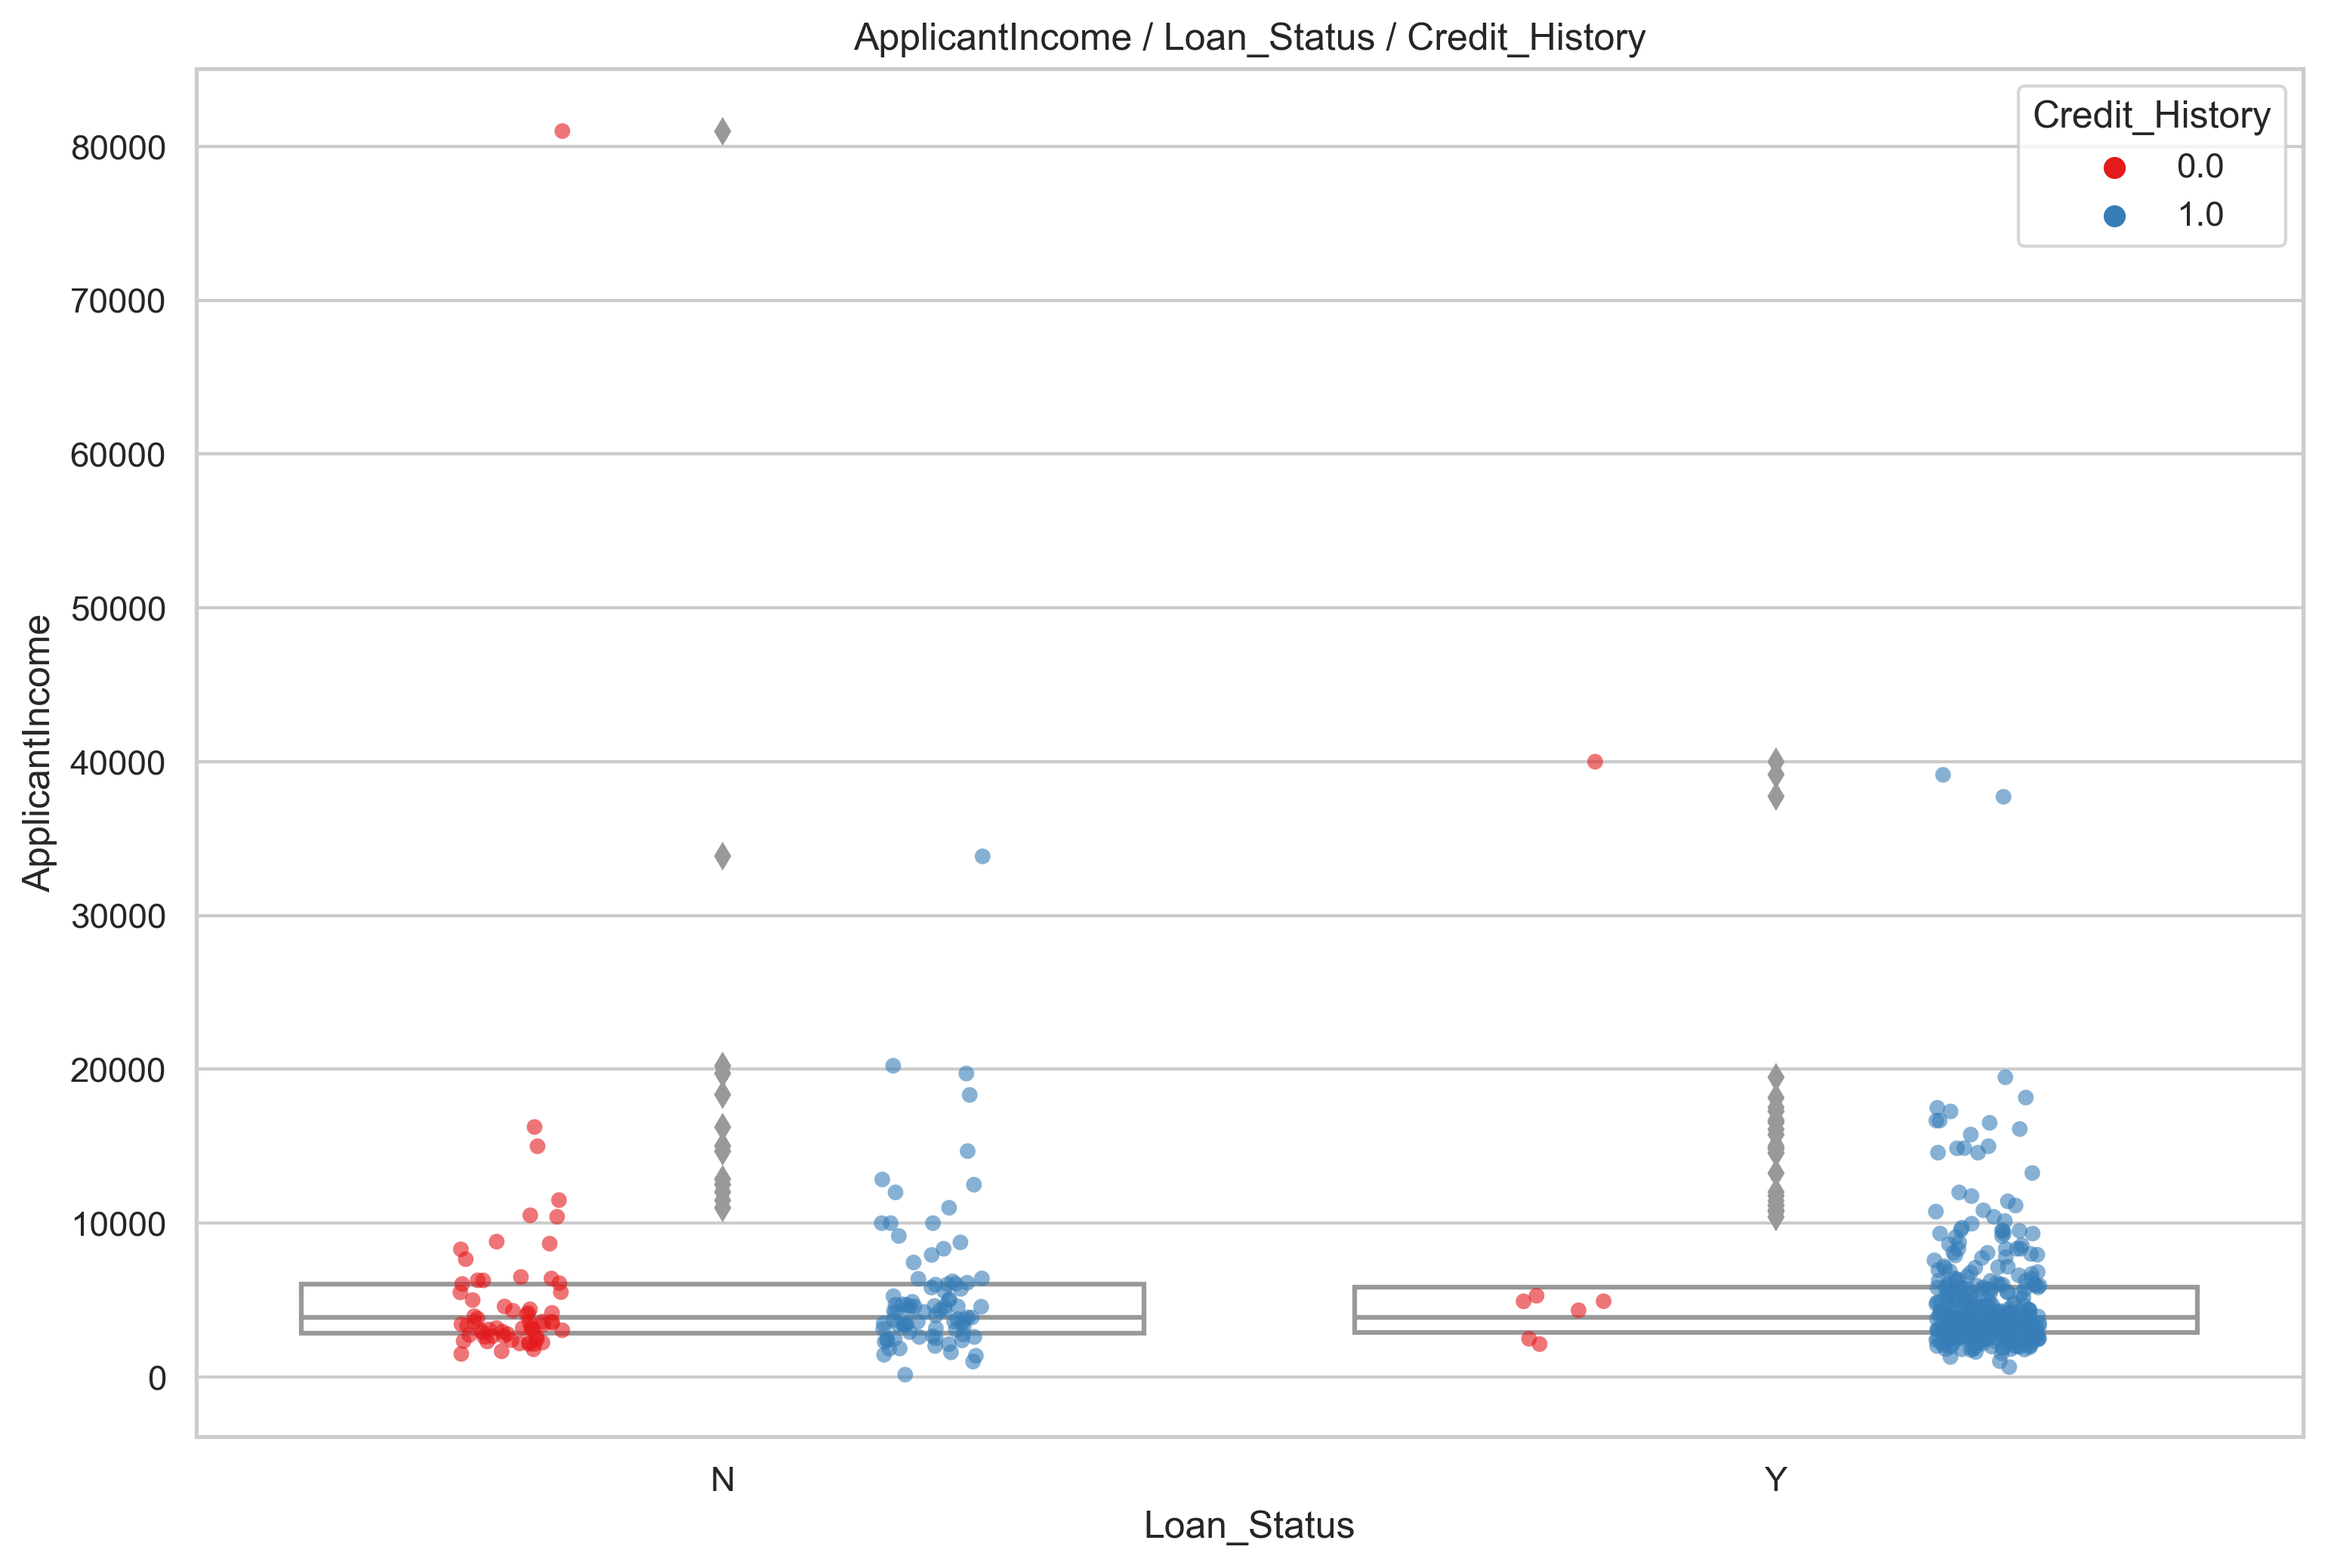 ApplicantIncome / Loan_Status / Credit_History
Credit_History
0.0
1.0
80000
70000
60000
50000
40000
30000
20000
10000
0
ApplicantIncome
N
Y
Loan_Status